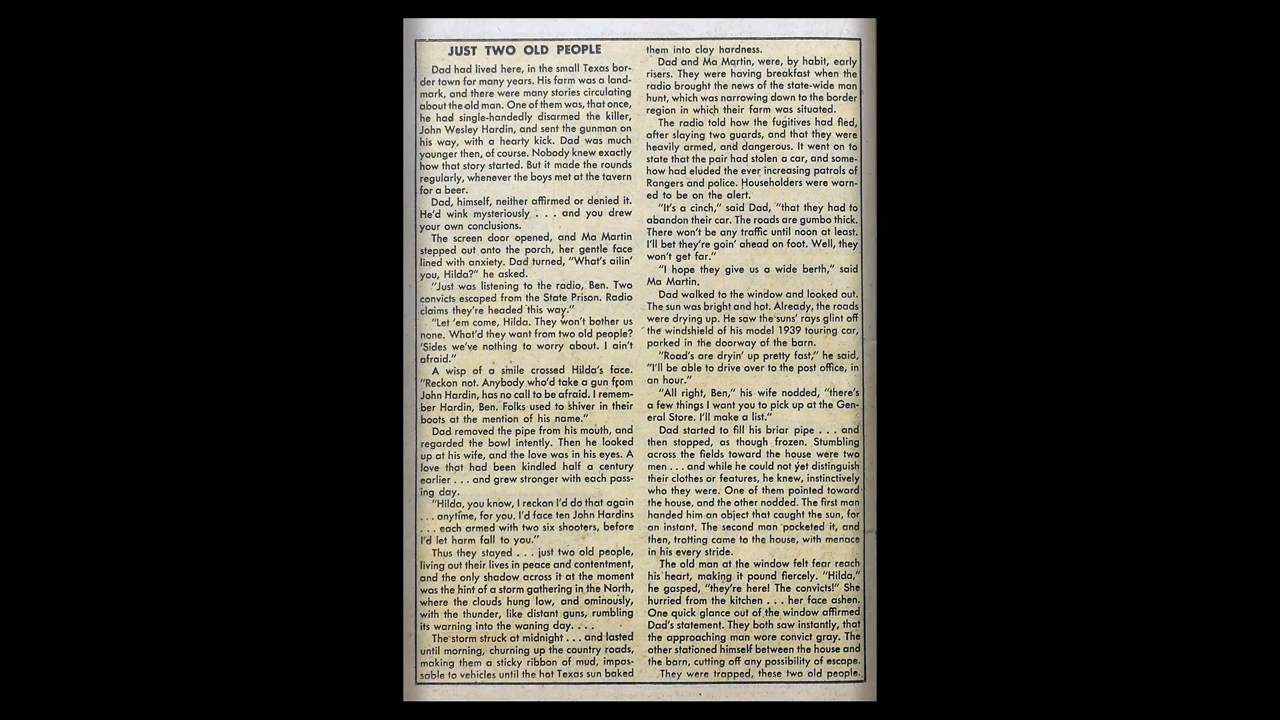 JUST TWO OLD PEOPLE
Dad had lived here, in the small Texas bor-
der town for many years. His farm was a land-
mark, and there were many stories circulating
about the old man. One of them was, that once,
he had single-handedly disarmed the killer,
John Wesley Hardin, and sent the gunman on
his way, with a hearty kick. Dad was much
younger then, of course. Nobody knew exactly
how that story started. But it made the rounds
regularly, whenever the boys met at the tavern
for a beer.
Dad, himself, neither affirmed or denied it.
He'd wink mysteriously . . . and you drew
your own conclusions.
The screen door opened, and Ma Martin
stepped out onto the porch, her gentle face
lined with anxiety. Dad turned, "What's ailin'
you, Hilda?" he asked.
"Just was listening to the radio, Ben. Two
convicts escaped from the State Prison. Radio
claims they're headed this way."
"Let 'em come, Hilda. They won't bother us
none. What'd they want from two old people?
'Sides we've nothing to worry about. I ain't
afraid."
A wisp of a smile crossed Hilda's face.
"Reckon not. Anybody who'd take a gun from
John Hardin, has no call to be afraid. I remem-
ber Hardin, Ben. Folks used to shiver in their
boots at the mention of his name."
Dad removed the pipe from his mouth, and
regarded the bowl intently. Then he looked
up at his wife, and the love was in his eyes. A
love that had been kindled half a century
earlier . . . and grew stronger with each pass-
ing day.
"Hilda, you know, I reckon I'd do that again
. . . anytime, for you. I'd face ten John Hardins
. . . each armed with two six shooters, before
I'd let harm fall to you."
Thus they stayed . . . just two old people,
living out their lives in peace and contentment,
and the only shadow across it at the moment
was the hint of a storm gathering in the North,
where the clouds hung low, and ominously,
with the thunder, like distant guns, rumbling
its warning into the waning day. . . .
The storm struck at midnight . . . and lasted
until morning, churning up the country roads,
making them a sticky ribbon of mud, impas-
sable to vehicles until the hot Texas sun baked
them into clay hardness.
Dad and Ma Martin, were, by habit, early
risers. They were having breakfast when the
radio brought the news of the state-wide man
hunt, which was narrowing down to the border
region in which their farm was situated.
The radio told how the fugitives had fled,
after slaying two guards, and that they were
heavily armed, and dangerous. It went on to
state that the pair had stolen a car, and some-
how had eluded the ever increasing patrols of
Rangers and police. Householders were warn-
ed to be on the alert.
"It's a cinch," said Dad, "that they had to
abandon their car. The roads are gumbo thick.
There won't be any traffic until noon at least.
I'll bet they're goin' ahead on foot. Well, they
won't get far."
"I hope they give us a wide berth," said
Ma Martin.
Dad walked to the window and looked out.
The sun was bright and hot. Already, the roads
were drying up. He saw the suns' rays glint off
the windshield of his model 1939 touring car,
parked in the doorway of the barn.
"Road's are dryin' up pretty fast," he said,
"I'll be able to drive over to the post office, in
an hour."
"All right, Ben," his wife nodded, "there's
a few things I want you to pick up at the Gen-
eral Store. I'll make a list."
Dad started to fill his briar pipe . . . and
then stopped, as though frozen. Stumbling
across the fields toward the house were two
men . . . and while he could not yet distinguish
their clothes or features, he knew, instinctively
who they were. One of them pointed toward
the house, and the other nodded. The first man
handed him an object that caught the sun, for
an instant. The second man pocketed it, and
then, trotting came to the house, with menace
in his every stride.
The old man at the window felt fear reach
his heart, making it pound fiercely. "Hilda,"
he gasped, "they're here! The convicts!" She
hurried from the kitchen . . . her face ashen.
One quick glance out of the window affirmed
Dad's statement. They both saw instantly, that
the approaching man wore convict gray. The
other stationed himself between the house and
the barn, cutting off any possibility of escape.
They were trapped, these two old people.